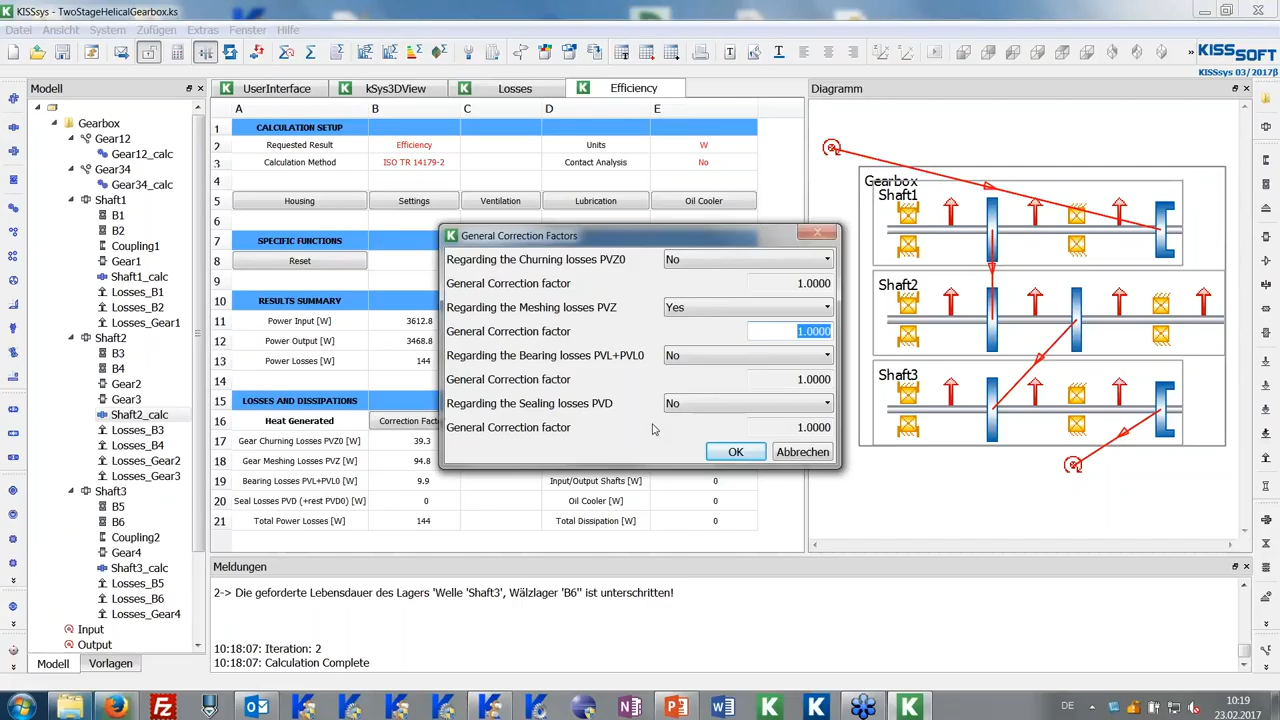 KISSsys - TwoStageHelicalGearbox.ks
Datei Ansicht System Zufügen Extras Fenster Hilfe
KISSSOFT
KISSsys 03/2017β
Modell
UserInterface kSys3DView Losses Efficiency
Diagramm
A B C D E
1 CALCULATION SETUP
2 Requested Result Efficiency Units W
3 Calculation Method ISO TR 14179-2 Contact Analysis No
4
5 Housing Settings Ventilation Lubrication Oil Cooler
6
7 SPECIFIC FUNCTIONS
8 Reset
9
10 RESULTS SUMMARY
11 Power Input [W] 3612.8
12 Power Output [W] 3468.8
13 Power Losses [W] 144
14
15 LOSSES AND DISSIPATIONS
16 Heat Generated Correction
17 Gear Churning Losses PVZ0 [W] 39.3
18 Gear Meshing Losses PVZ [W] 94.8
19 Bearing Losses PVL+PVL0 [W] 9.9 Input/Output Shafts [W] 0
20 Seal Losses PVD (+rest PVD0) [W] 0 Oil Cooler [W] 0
21 Total Power Losses [W] 144 Total Dissipation [W] 0
Gearbox
Gear12
Gear12_calc
Gear34
Gear34_calc
Shaft1
B1
B2
Coupling1
Gear1
Shaft1_calc
Losses_B1
Losses_B2
Losses_Gear1
Shaft2
B3
B4
Gear2
Gear3
Shaft2_calc
Losses_B3
Losses_B4
Losses_Gear2
Losses_Gear3
Shaft3
B5
B6
Coupling2
Gear4
Shaft3_calc
Losses_B5
Losses_B6
Losses_Gear4
Input
Output
Modell Vorlagen
General Correction Factors
Regarding the Churning losses PVZ0 No
General Correction factor 1.0000
Regarding the Meshing losses PVZ Yes
General Correction factor 1.0000
Regarding the Bearing losses PVL+PVL0 No
General Correction factor 1.0000
Regarding the Sealing losses PVD No
General Correction factor 1.0000
OK Abbrechen
Gearbox
Shaft1
Shaft2
Shaft3
Meldungen
2-> Die geforderte Lebensdauer des Lagers 'Welle 'Shaft3', Wälzlager 'B6'' ist unterschritten!
10:18:07: Iteration: 2
10:18:07: Calculation Complete
DE
10:19
23.02.2017